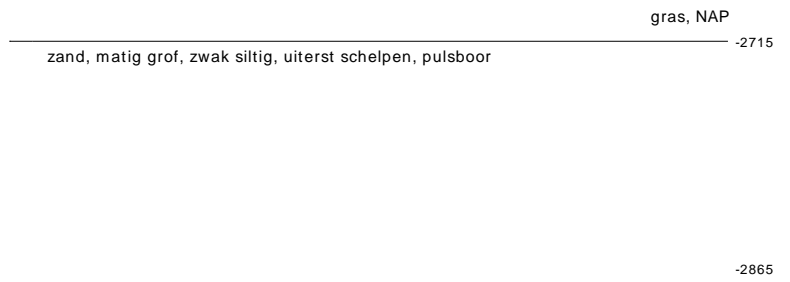 gras, NAP
-2715
zand, matig grof, zwak siltig, uiterst schelpen, pulsboor
-2865